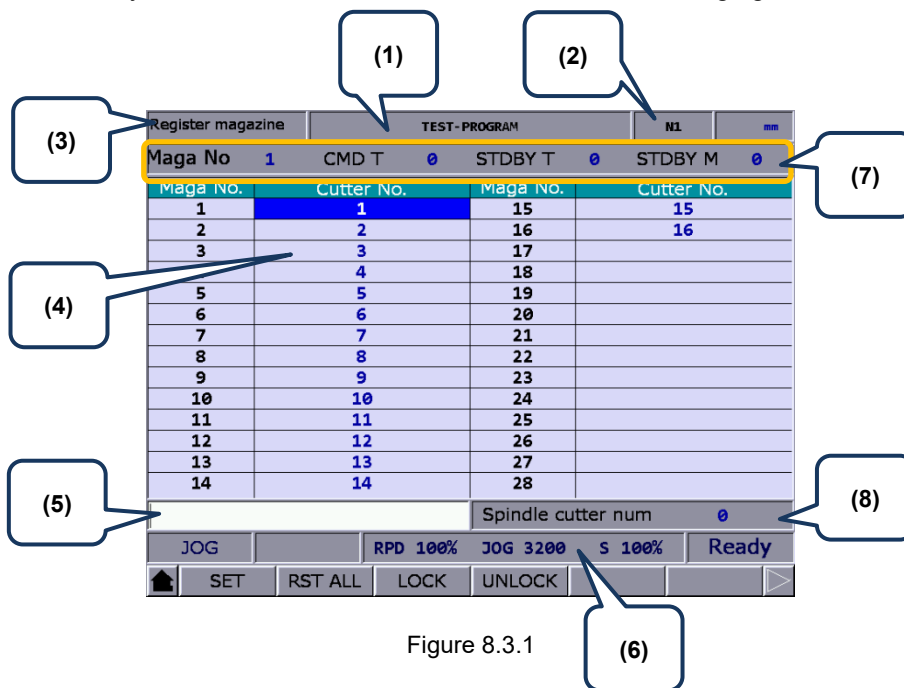 (1)
(2)
(3)
Register magazine TEST-PROGRAM N1 mm
Maga No 1 CMD T 0 STDBY T 0 STDBY M 0
(7)
Maga No. Cutter No. Maga No. Cutter No.
1 1 15 15
2 2 16 16
3 3 17
4 18
(4)
5 5 19
6 6 20
7 7 21
8 8 22
9 9 23
10 10 24
11 11 25
12 12 26
13 13 27
14 14 28
(5)
Spindle cutter num 0
(8)
JOG RPD 100% JOG 3200 S 100% Ready
SET RST ALL LOCK UNLOCK
Figure 8.3.1
(6)